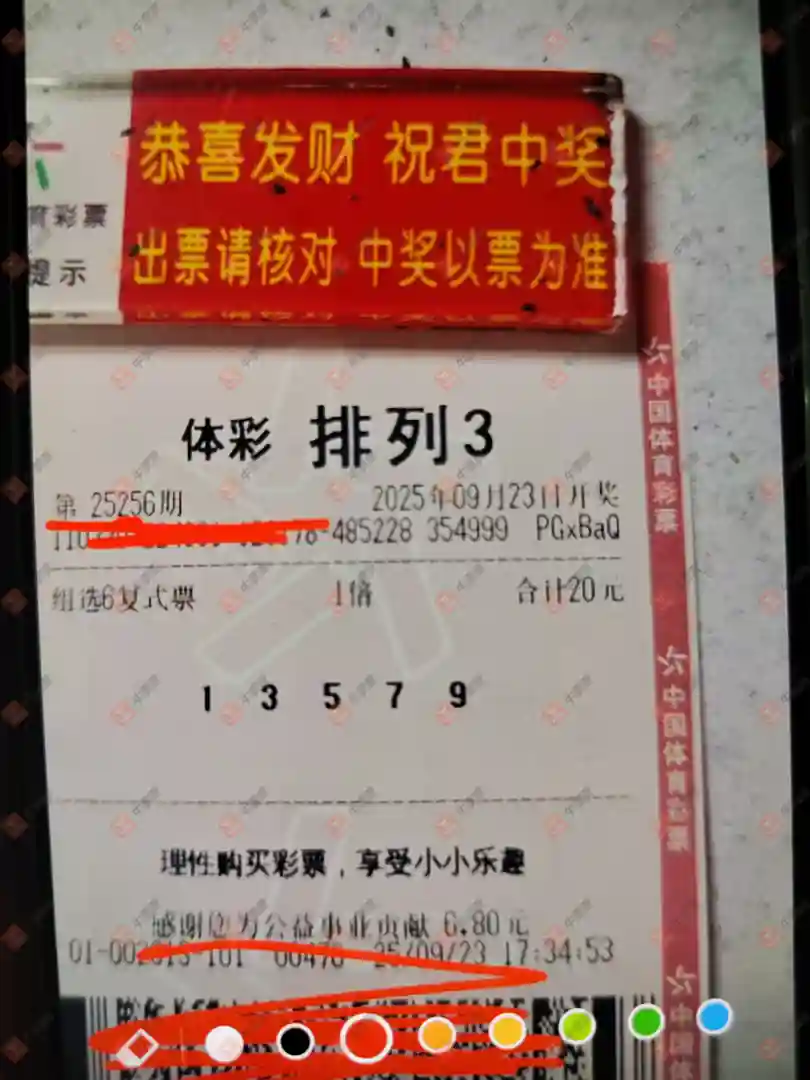 恭喜发财 祝君中奖
育彩票
出票请核对 中奖以票为准
提示
体彩 排列3
第 25256期 2025年09月23日开奖
-485228 354999 PGxBaQ
组选6复式票 1倍 合计20元
1 3 5 7 9
理性购买彩票，享受小小乐趣
感谢您为公益事业贡献 6.80元
25/09/23 17:34:53
中国体育彩票
中国体育彩票
中国体